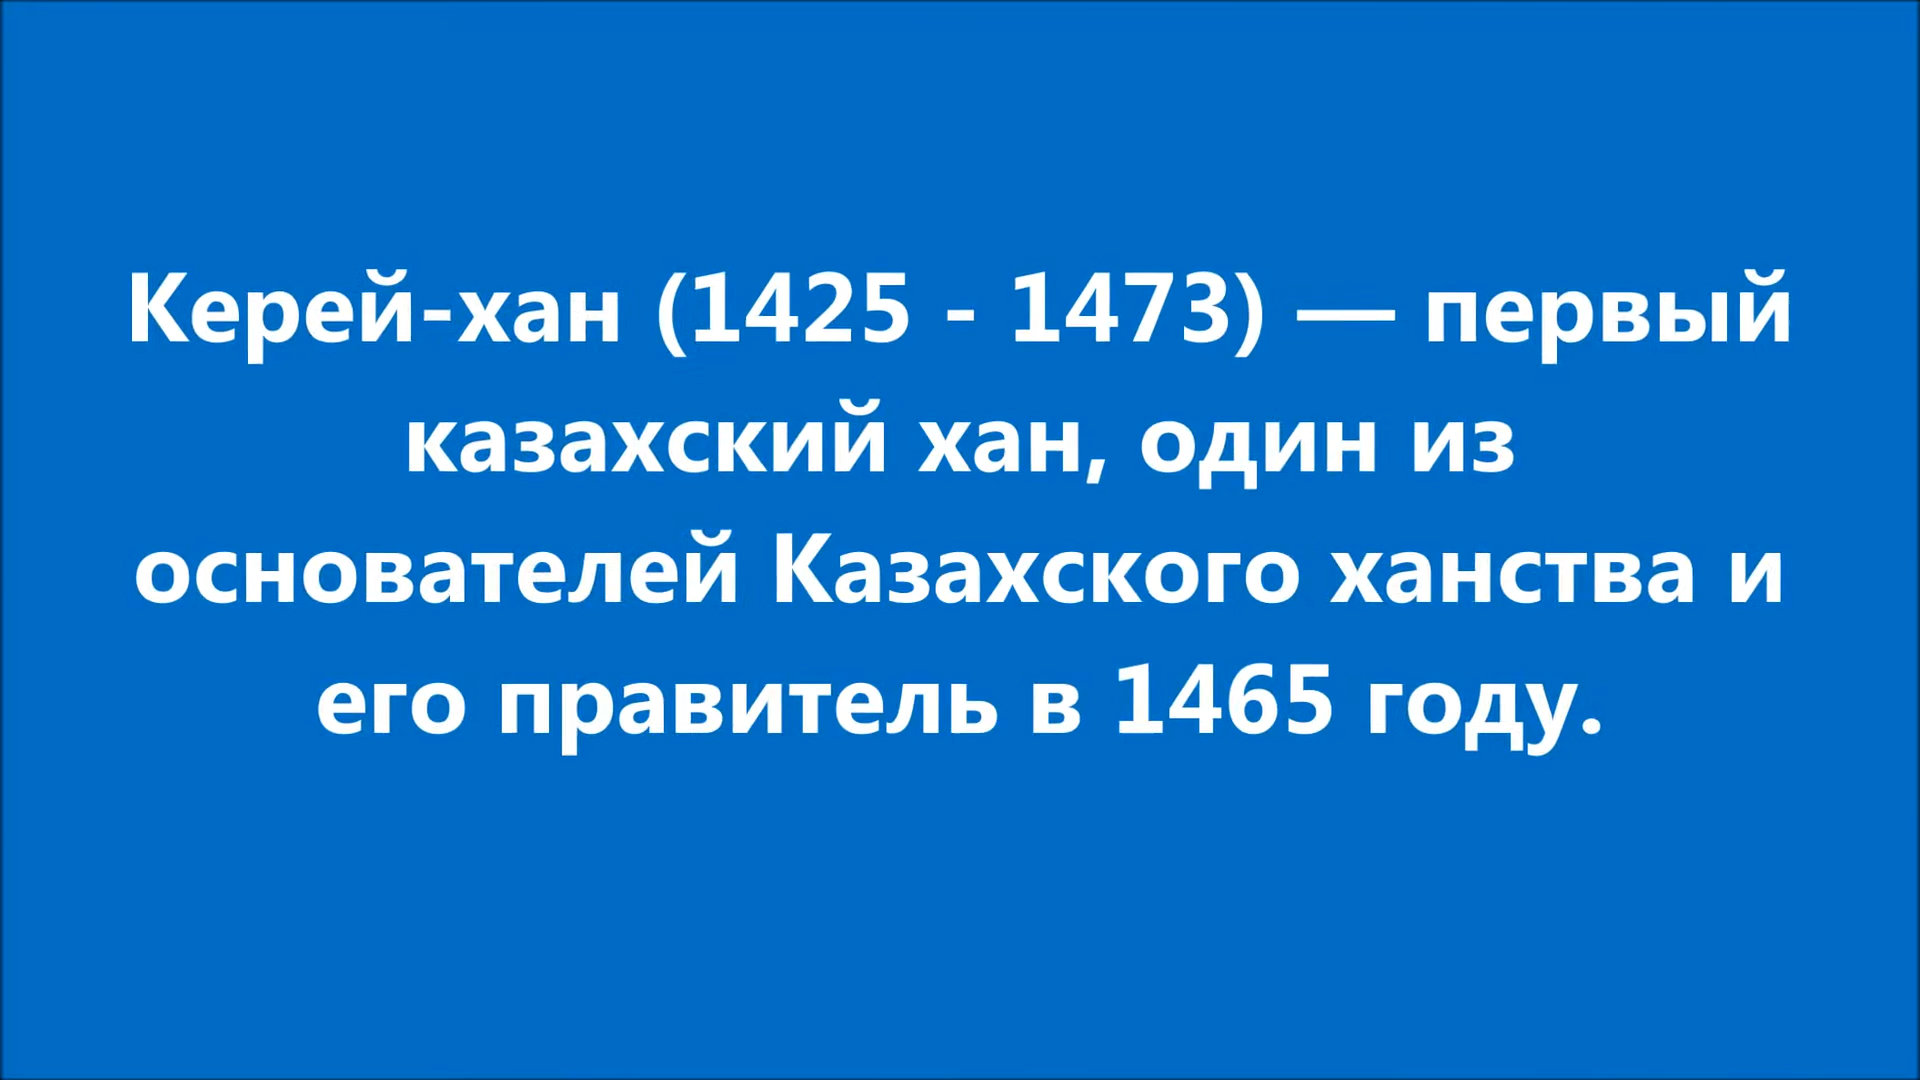 Керей-хан (1425 - 1473) — первый
казахский хан, один из
основателей Казахского ханства и
его правитель в 1465 году.